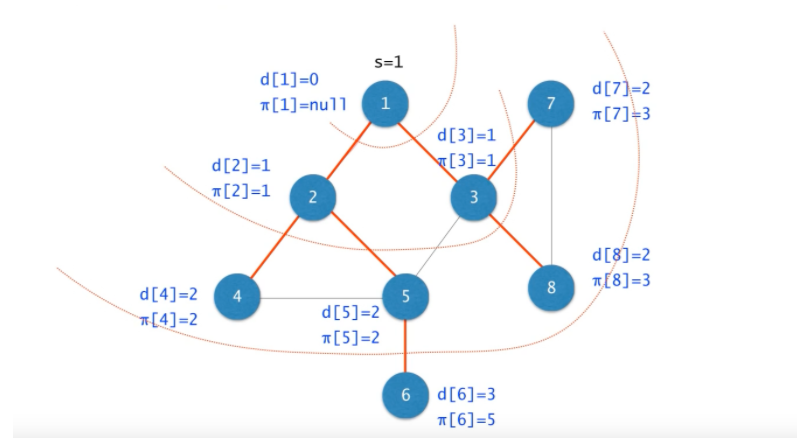 s=1
d[1]=0
π[1]=null
1
7
d[7]=2
π[7]=3
d[3]=1
π[3]=1
d[2]=1
π[2]=1
2
3
d[8]=2
π[8]=3
4
5
8
d[4]=2
π[4]=2
d[5]=2
π[5]=2
6
d[6]=3
π[6]=5